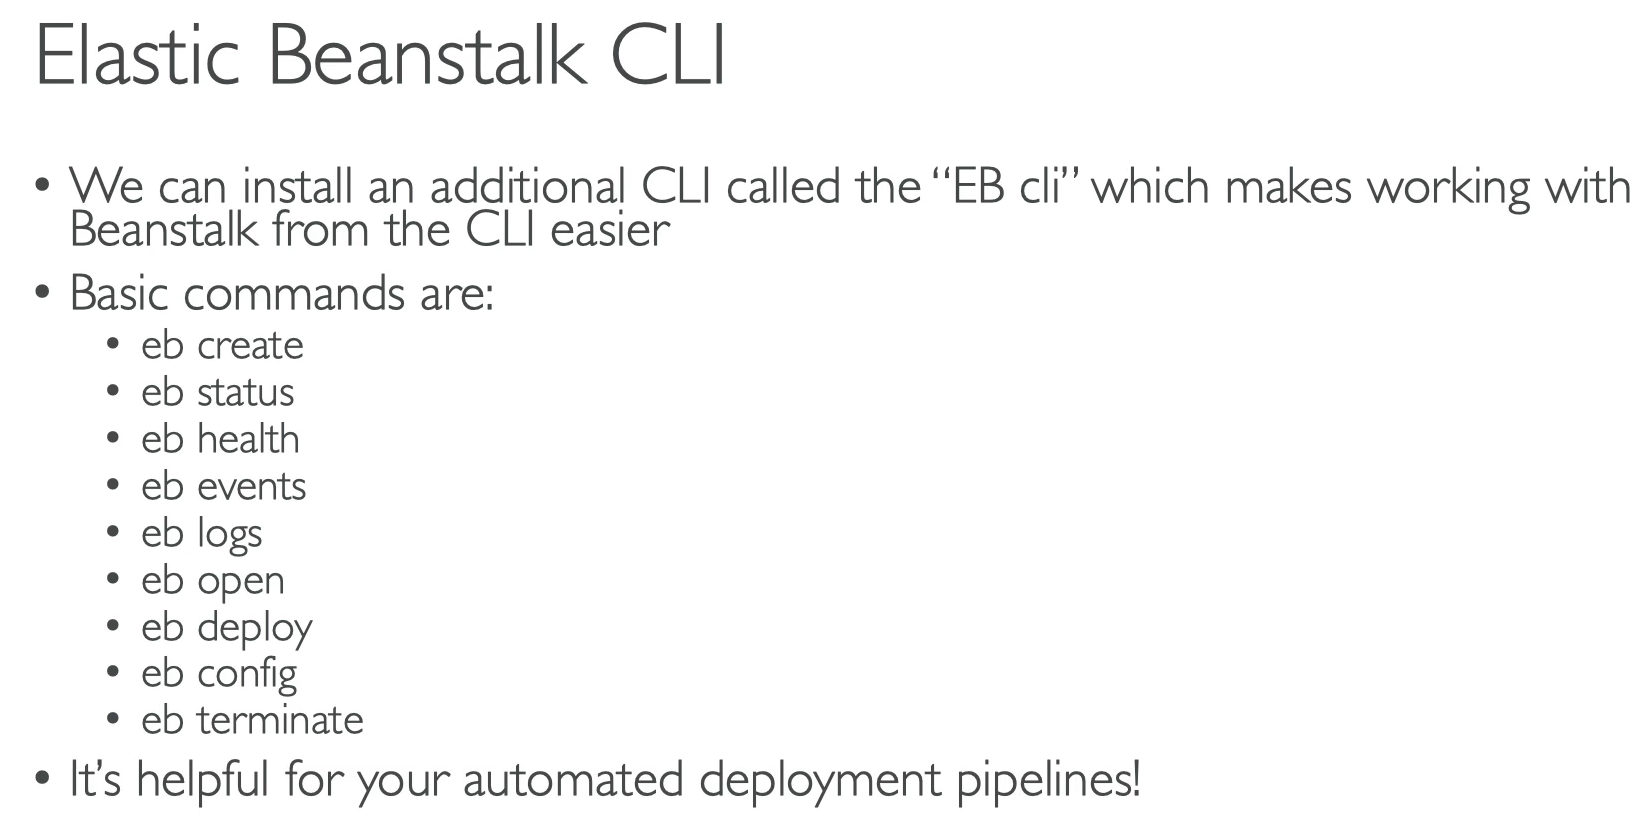 Elastic Beanstalk CLI
• We can install an additional CLI called the “EB cli” which makes working with
Beanstalk from the CLI easier
• Basic commands are:
• eb create
• eb status
• eb health
• eb events
• eb logs
• eb open
• eb deploy
• eb config
• eb terminate
• It’s helpful for your automated deployment pipelines!